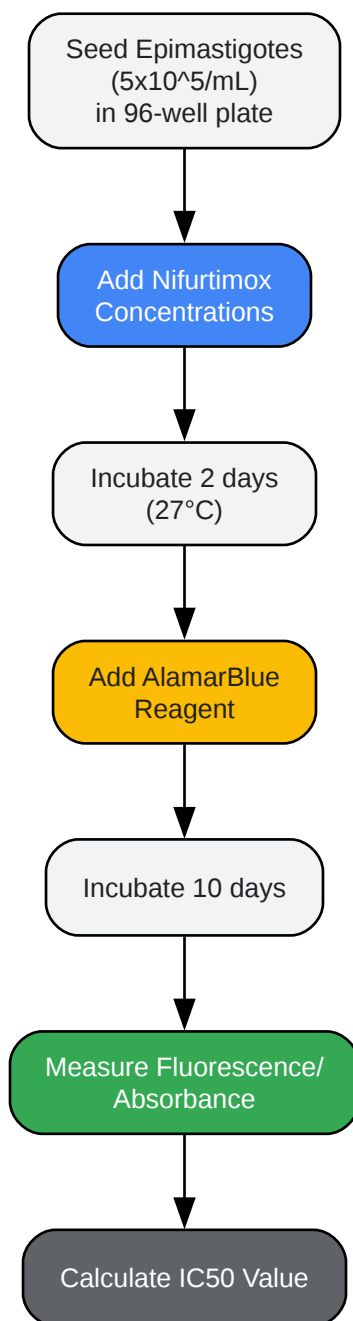 Seed Epimastigotes
(5x10^5/mL)
in 96-well plate
Add Nifurtimox
Concentrations
Incubate 2 days
(27°C)
Add AlamarBlue
Reagent
Incubate 10 days
Measure Fluorescence/
Absorbance
Calculate IC50 Value